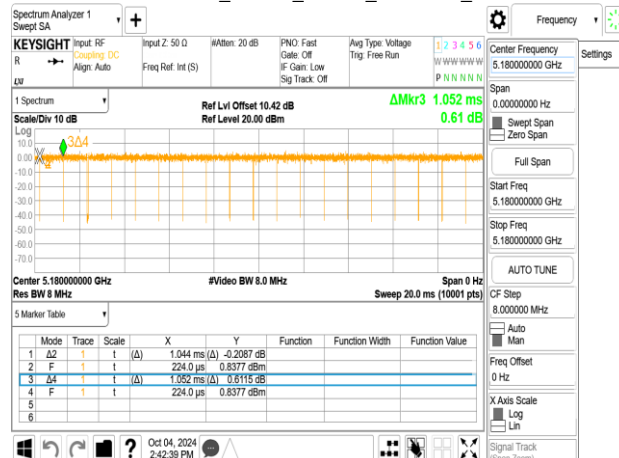 Spectrum Analyzer 1
Swept SA
Frequency
Settings
KEYSIGHT Input: RF Input Z: 50 Ω #Atten: 20 dB PNO: Fast Avg Type: Voltage 1 2 3 4 5 6
R Coupling: DC Gate: Off Trig: Free Run W W W W W W
Align: Auto Freq Ref: Int (S) IF Gain: Low
Sig Track: Off P N N N N N
LXI
1 Spectrum
Ref Lvl Offset 10.42 dB ΔMkr3 1.052 ms
Scale/Div 10 dB Ref Level 20.00 dBm 0.61 dB
Log
3Δ4
10.0
0.00
-10.0
-20.0
-30.0
-40.0
-50.0
-60.0
-70.0
Center 5.180000000 GHz #Video BW 8.0 MHz Span 0 Hz
Res BW 8 MHz Sweep 20.0 ms (10001 pts)
5 Marker Table
Mode Trace Scale X Y Function Function Width Function Value
1 Δ2 1 t (Δ) 1.044 ms (Δ) -0.2087 dB
2 F 1 t 224.0 µs 0.8377 dBm
3 Δ4 1 t (Δ) 1.052 ms (Δ) 0.6115 dB
4 F 1 t 224.0 µs 0.8377 dBm
5
6
Oct 04, 2024
2:42:39 PM
Center Frequency
5.180000000 GHz
Span
0.00000000 Hz
Swept Span
Zero Span
Full Span
Start Freq
5.180000000 GHz
Stop Freq
5.180000000 GHz
AUTO TUNE
CF Step
8.000000 MHz
Auto
Man
Freq Offset
0 Hz
X Axis Scale
Log
Lin
Signal Track
(Span Zoom)